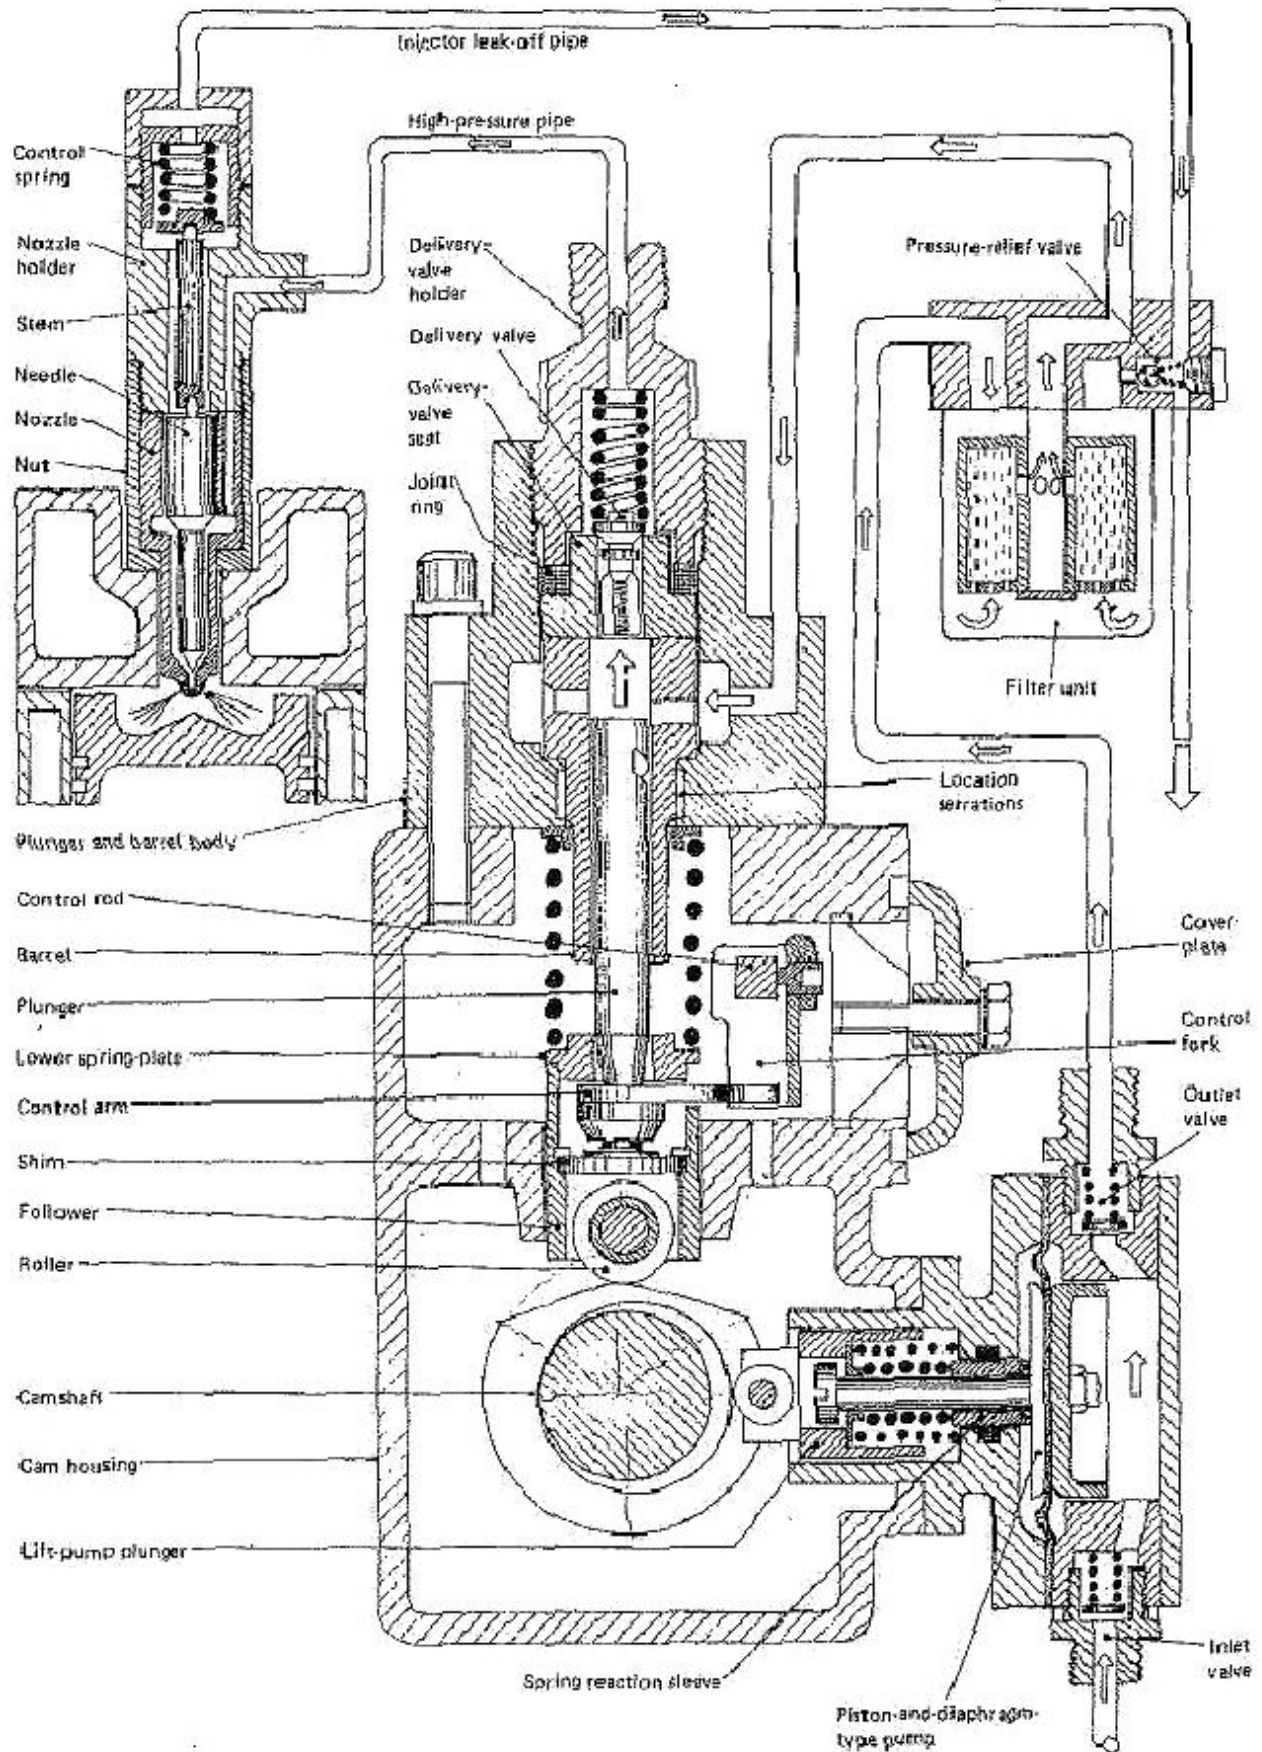 Injector leak-off pipe
High-pressure pipe
Control
spring
Nozzle
holder
Stem
Needle
Nozzle
Nut
Delivery-
valve
holder
Delivery valve
Delivery-
valve
seat
Joint
ring
Pressure-relief valve
Filter unit
Location
serrations
Plunger and barrel body
Control rod
Barrel
Plunger
Lower spring-plate
Control arm
Shim
Follower
Roller
Camshaft
Cam housing
Lift-pump plunger
Cover-
plate
Control
fork
Outlet
valve
Inlet
valve
Spring reaction sleeve
Piston-and-diaphragm-
type pump